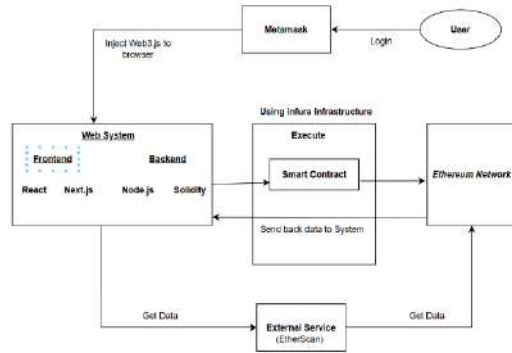 Metamask
User
Login
Inject Web3.js to
browser
Using infura Infrastructure
Web System
Execute
Frontend
Backend
Smart Contract
Ethereum Network
React
Next.js
Node.js
Solidity
Send back data to System
Get Data
External Service
(EtherScan)
Get Data